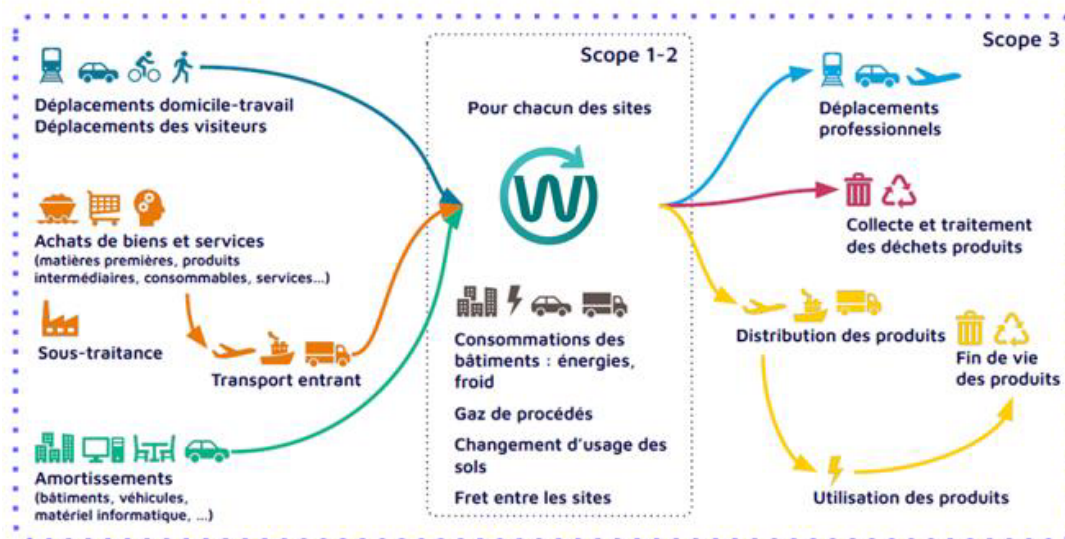 Scope 3
Scope 1-2
Déplacements domicile-travail
Déplacements des visiteurs
Pour chacun des sites
Déplacements
professionnels
W
Achats de biens et services
(matières premières, produits
intermédiaires, consommables, services...)
Collecte et traitement
des déchets produits
Sous-traitance
Transport entrant
Consommations des
bâtiments : énergies,
froid
Gaz de procédés
Changement d'usage des
sols
Fret entre les sites
Distribution des produits
Fin de vie
des produits
Utilisation des produits
Amortissements
(bâtiments, véhicules,
matériel informatique, ...)